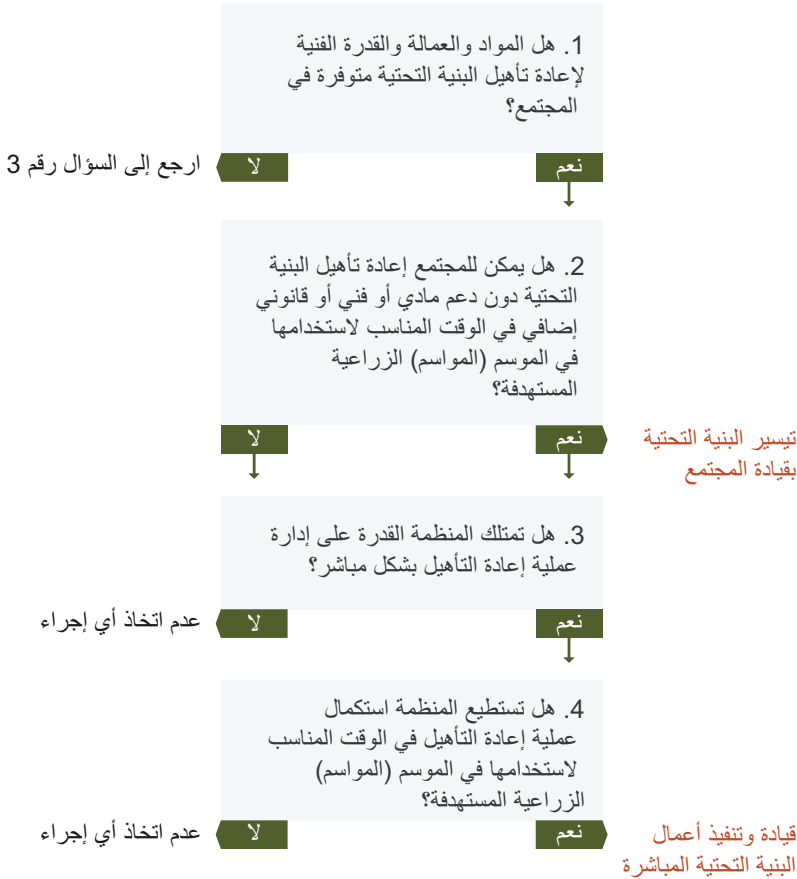 1. هل المواد والعمالة والقدرة الفنية
لإعادة تأهيل البنية التحتية متوفرة في
المجتمع؟
نعم
لا
ارجع إلى السؤال رقم 3
2. هل يمكن للمجتمع إعادة تأهيل البنية
التحتية دون دعم مادي أو فني أو قانوني
إضافي في الوقت المناسب لاستخدامها
في الموسم (المواسم) الزراعية
المستهدفة؟
تيسير البنية التحتية
بقيادة المجتمع
نعم
لا
3. هل تمتلك المنظمة القدرة على إدارة
عملية إعادة التأهيل بشكل مباشر؟
نعم
لا
عدم اتخاذ أي إجراء
4. هل تستطيع المنظمة استكمال
عملية إعادة التأهيل في الوقت المناسب
لاستخدامها في الموسم (المواسم)
الزراعية المستهدفة؟
قيادة وتنفيذ أعمال
البنية التحتية المباشرة
نعم
لا
عدم اتخاذ أي إجراء